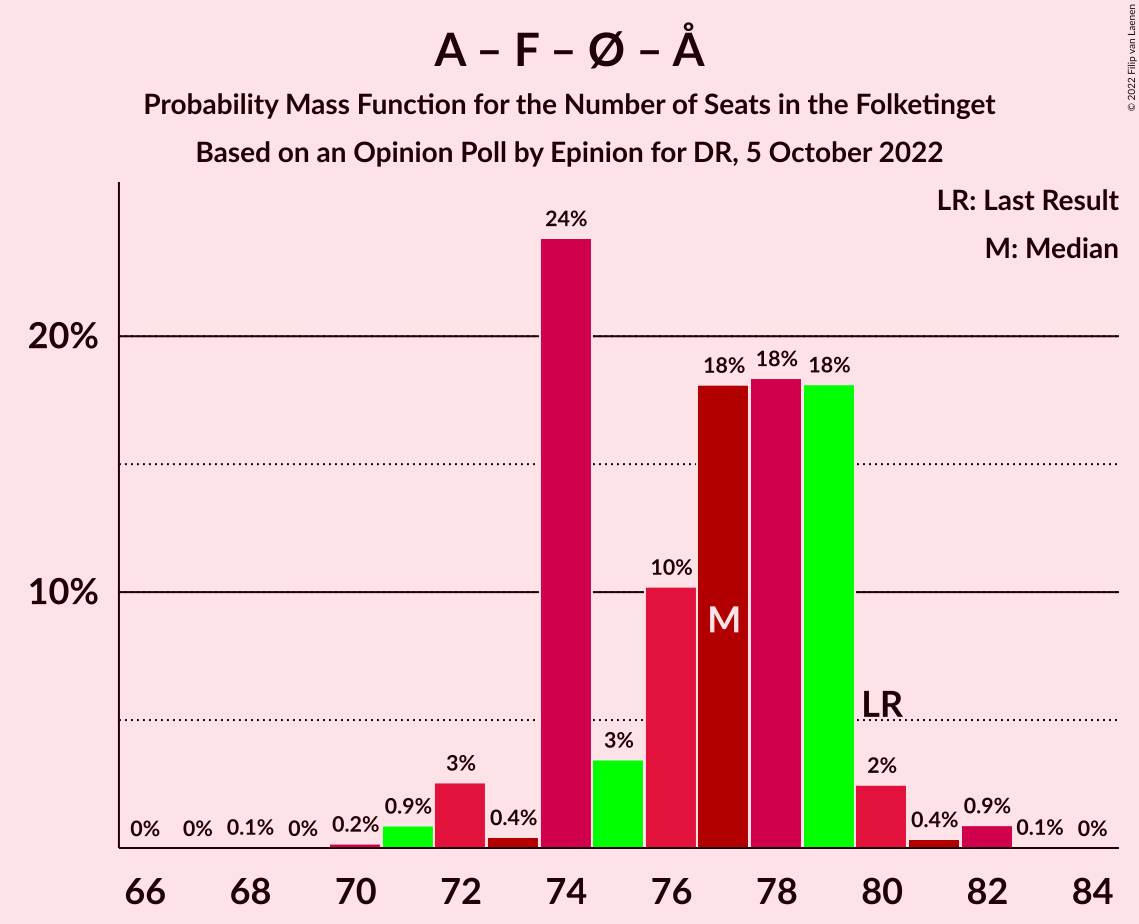 A – F – Ø – Å
Probability Mass Function for the Number of Seats in the Folketinget
Based on an Opinion Poll by Epinion for DR, 5 October 2022
© 2022 Filip van Laenen
LR: Last Result
M: Median
24%
20%
18% 18% 18%
10%
10%
M
LR
3%
3%
2%
0% 0% 0.1% 0% 0.2% 0.9% 0.4% 0.4% 0.9% 0.1% 0%
66 68 70 72 74 76 78 80 82 84